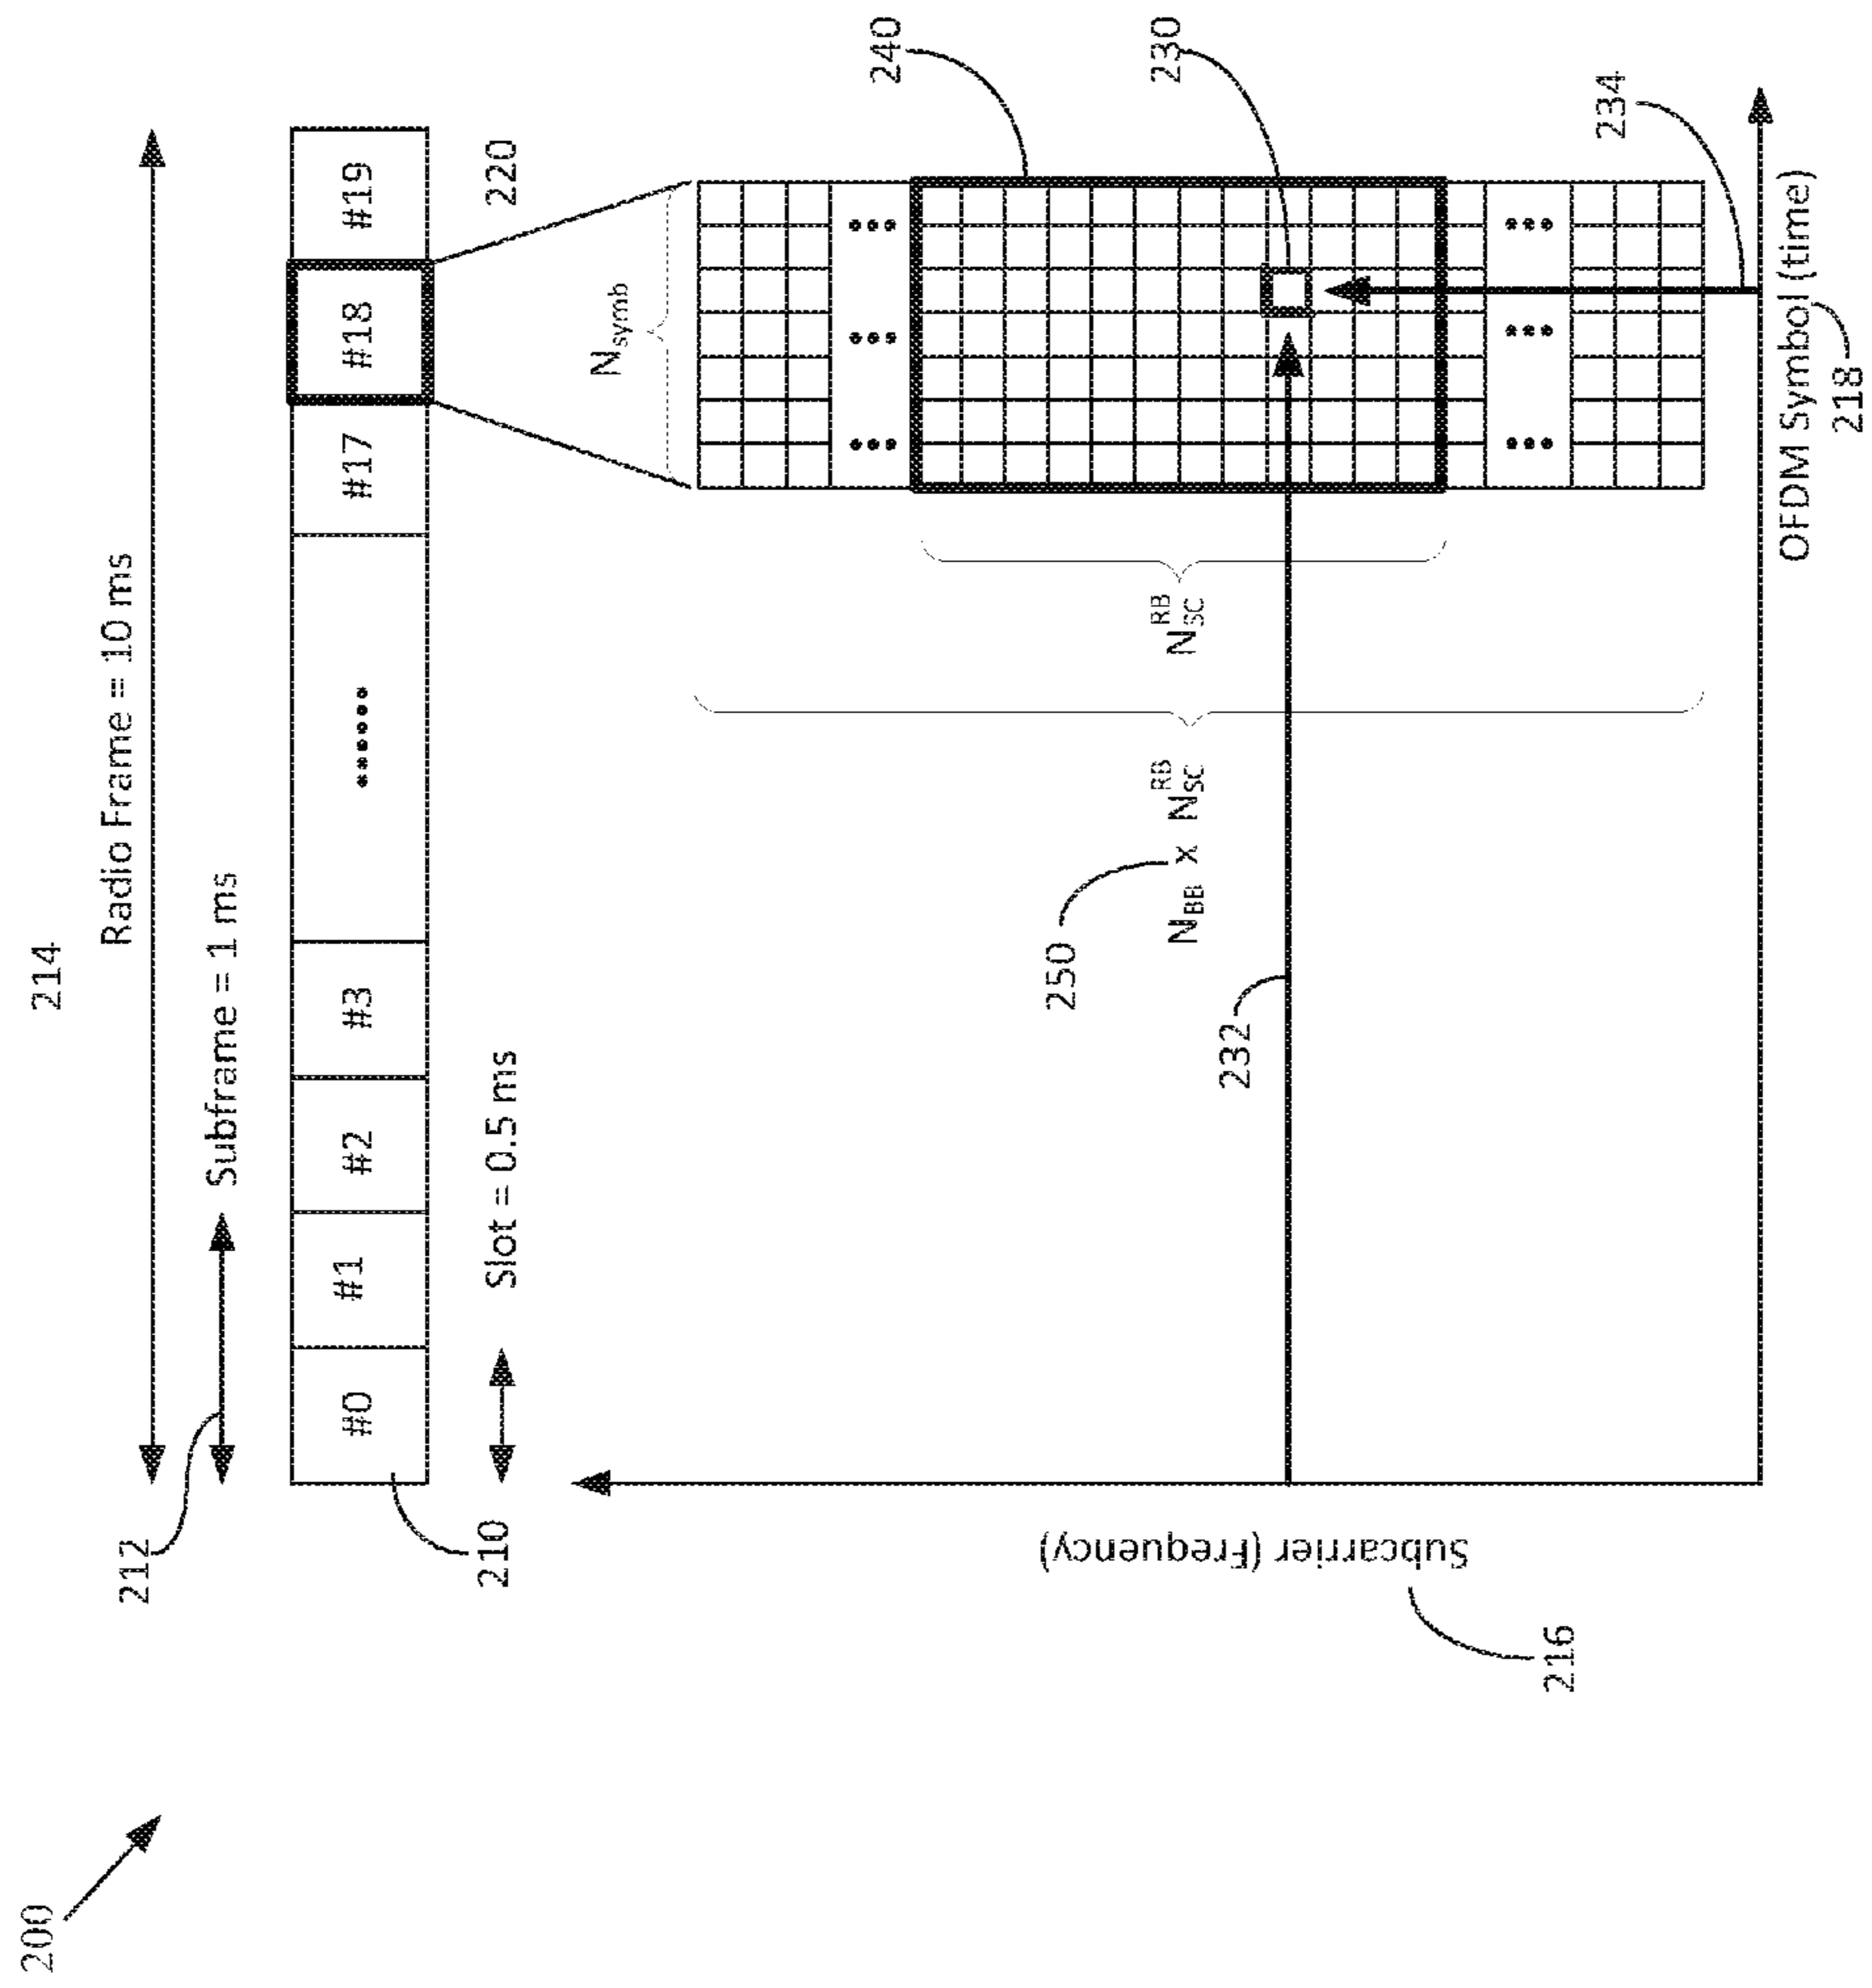 200
214
Radio Frame = 10 ms
212
Subframe = 1 ms
#0 #1 #2 #3 •••••• #17 #18 #19
210
Slot = 0.5 ms
220
N_symb
240
230
N_SC^RB
250
N_BB x N_SC^RB
232
234
Subcarrier (Frequency)
216
OFDM Symbol (time)
218